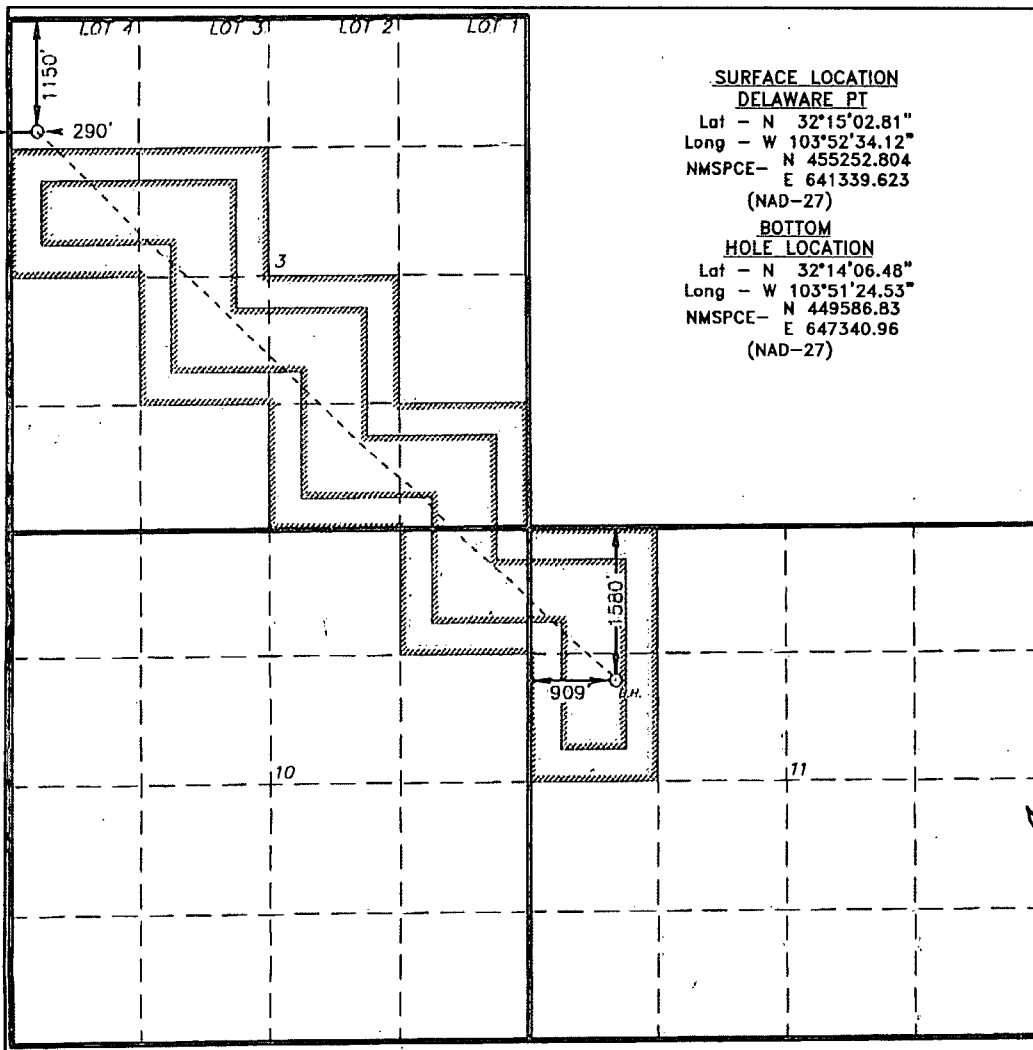 LOT 4 LOT 3 LOT 2 LOT 1
1150'
290'
SURFACE LOCATION
DELAWARE PT
Lat - N 32°15'02.81"
Long - W 103°52'34.12"
NMSPCE- N 455252.804
E 641339.623
(NAD-27)
BOTTOM
HOLE LOCATION
Lat - N 32°14'06.48"
Long - W 103°51'24.53"
NMSPCE- N 449586.83
E 647340.96
(NAD-27)
3
1580'
909'
B.H.
10
11